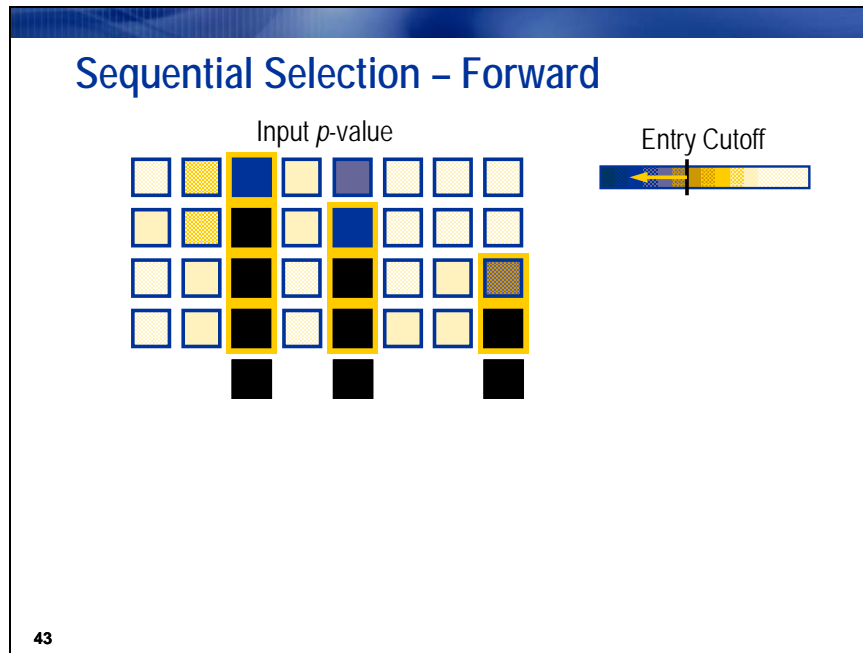 Sequential Selection – Forward
Input p-value
Entry Cutoff
43